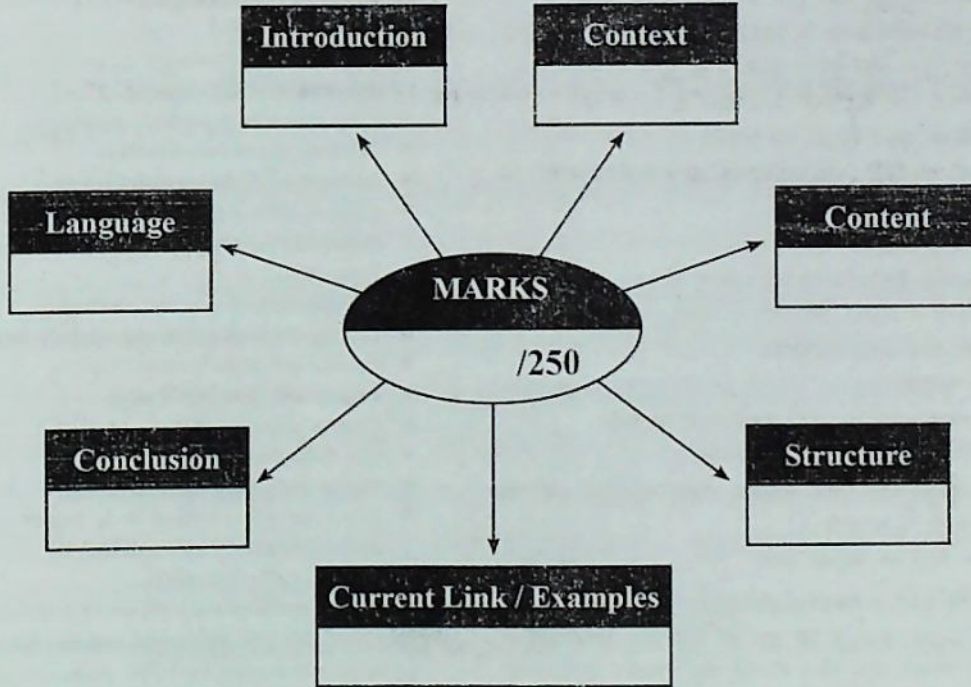 Introduction
Context
Language
Content
MARKS
/250
Conclusion
Structure
Current Link / Examples